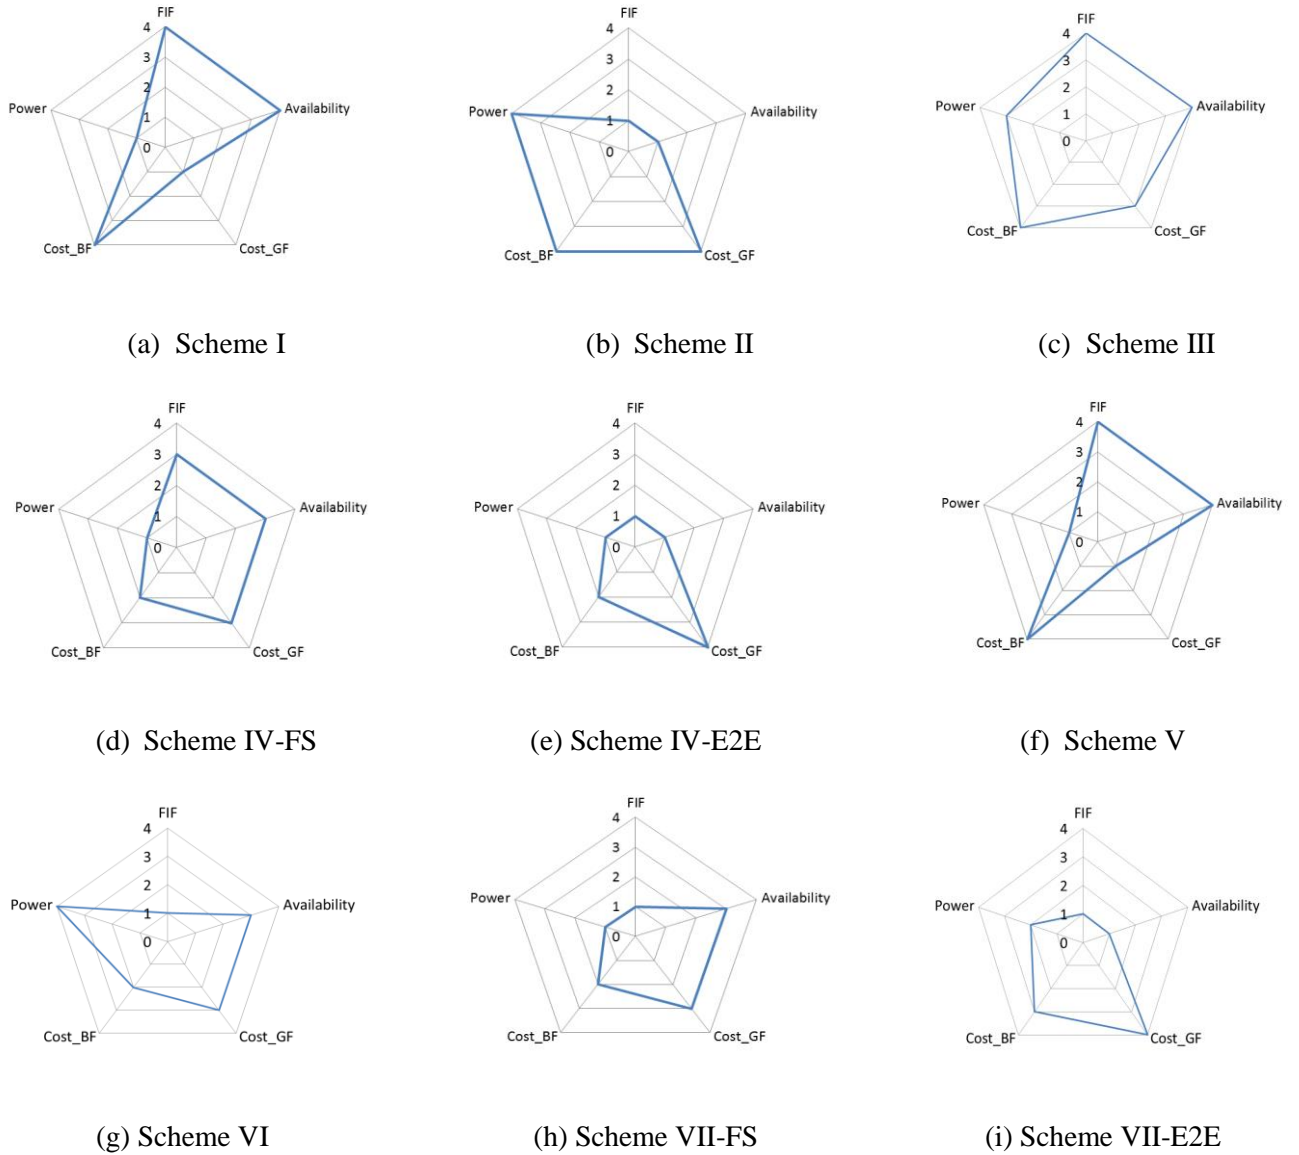 FIF
4
3
2
1
0
Power
Availability
Cost_BF
Cost_GF
(a) Scheme I
FIF
4
3
2
1
0
Power
Availability
Cost_BF
Cost_GF
(b) Scheme II
FIF
4
3
2
1
0
Power
Availability
Cost_BF
Cost_GF
(c) Scheme III
FIF
4
3
2
1
0
Power
Availability
Cost_BF
Cost_GF
(d) Scheme IV-FS
FIF
4
3
2
1
0
Power
Availability
Cost_BF
Cost_GF
(e) Scheme IV-E2E
FIF
4
3
2
1
0
Power
Availability
Cost_BF
Cost_GF
(f) Scheme V
FIF
4
3
2
1
0
Power
Availability
Cost_BF
Cost_GF
(g) Scheme VI
FIF
4
3
2
1
0
Power
Availability
Cost_BF
Cost_GF
(h) Scheme VII-FS
FIF
4
3
2
1
0
Power
Availability
Cost_BF
Cost_GF
(i) Scheme VII-E2E